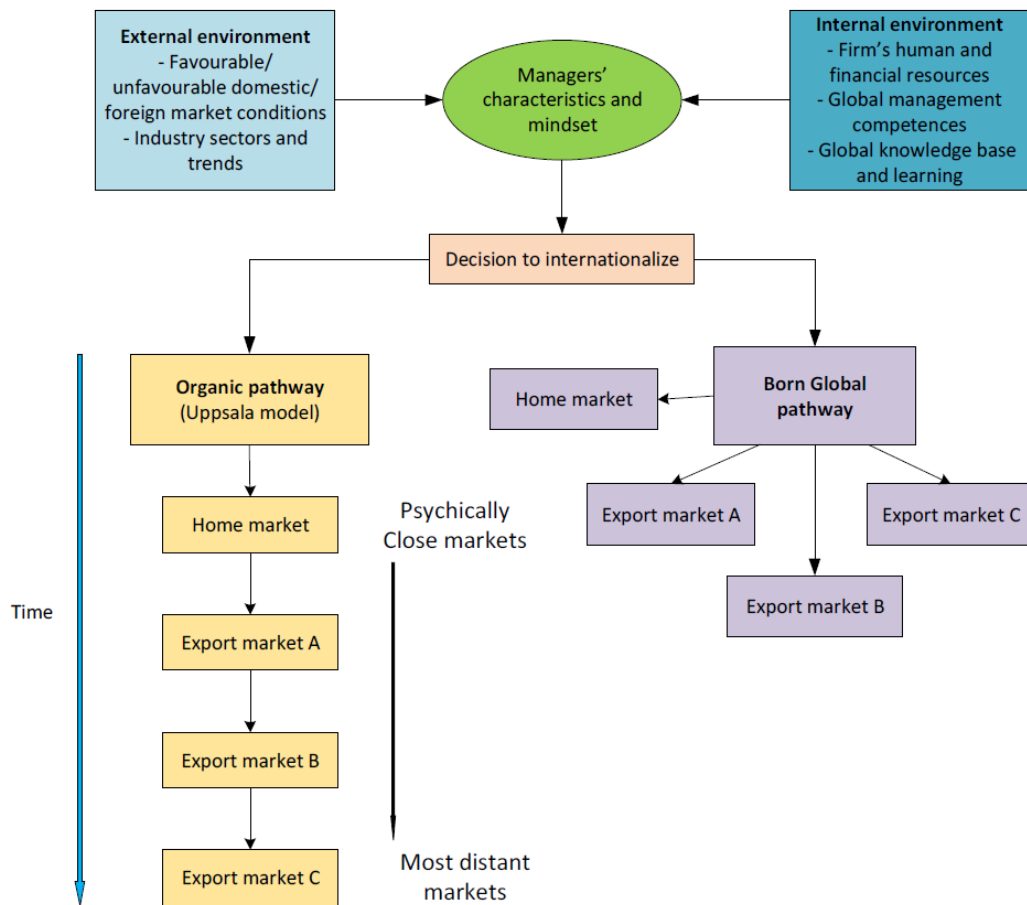 External environment
- Favourable/
unfavourable domestic/
foreign market conditions
- Industry sectors and
trends
Managers’
characteristics and
mindset
Internal environment
- Firm’s human and
financial resources
- Global management
competences
- Global knowledge base
and learning
Decision to internationalize
Organic pathway
(Uppsala model)
Born Global
pathway
Home market
Home market
Psychically
Close markets
Export market A
Export market C
Export market B
Time
Export market A
Export market B
Export market C
Most distant
markets